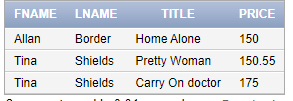 FNAME LNAME TITLE PRICE
Allan Border Home Alone 150
Tina Shields Pretty Woman 150.55
Tina Shields Carry On doctor 175